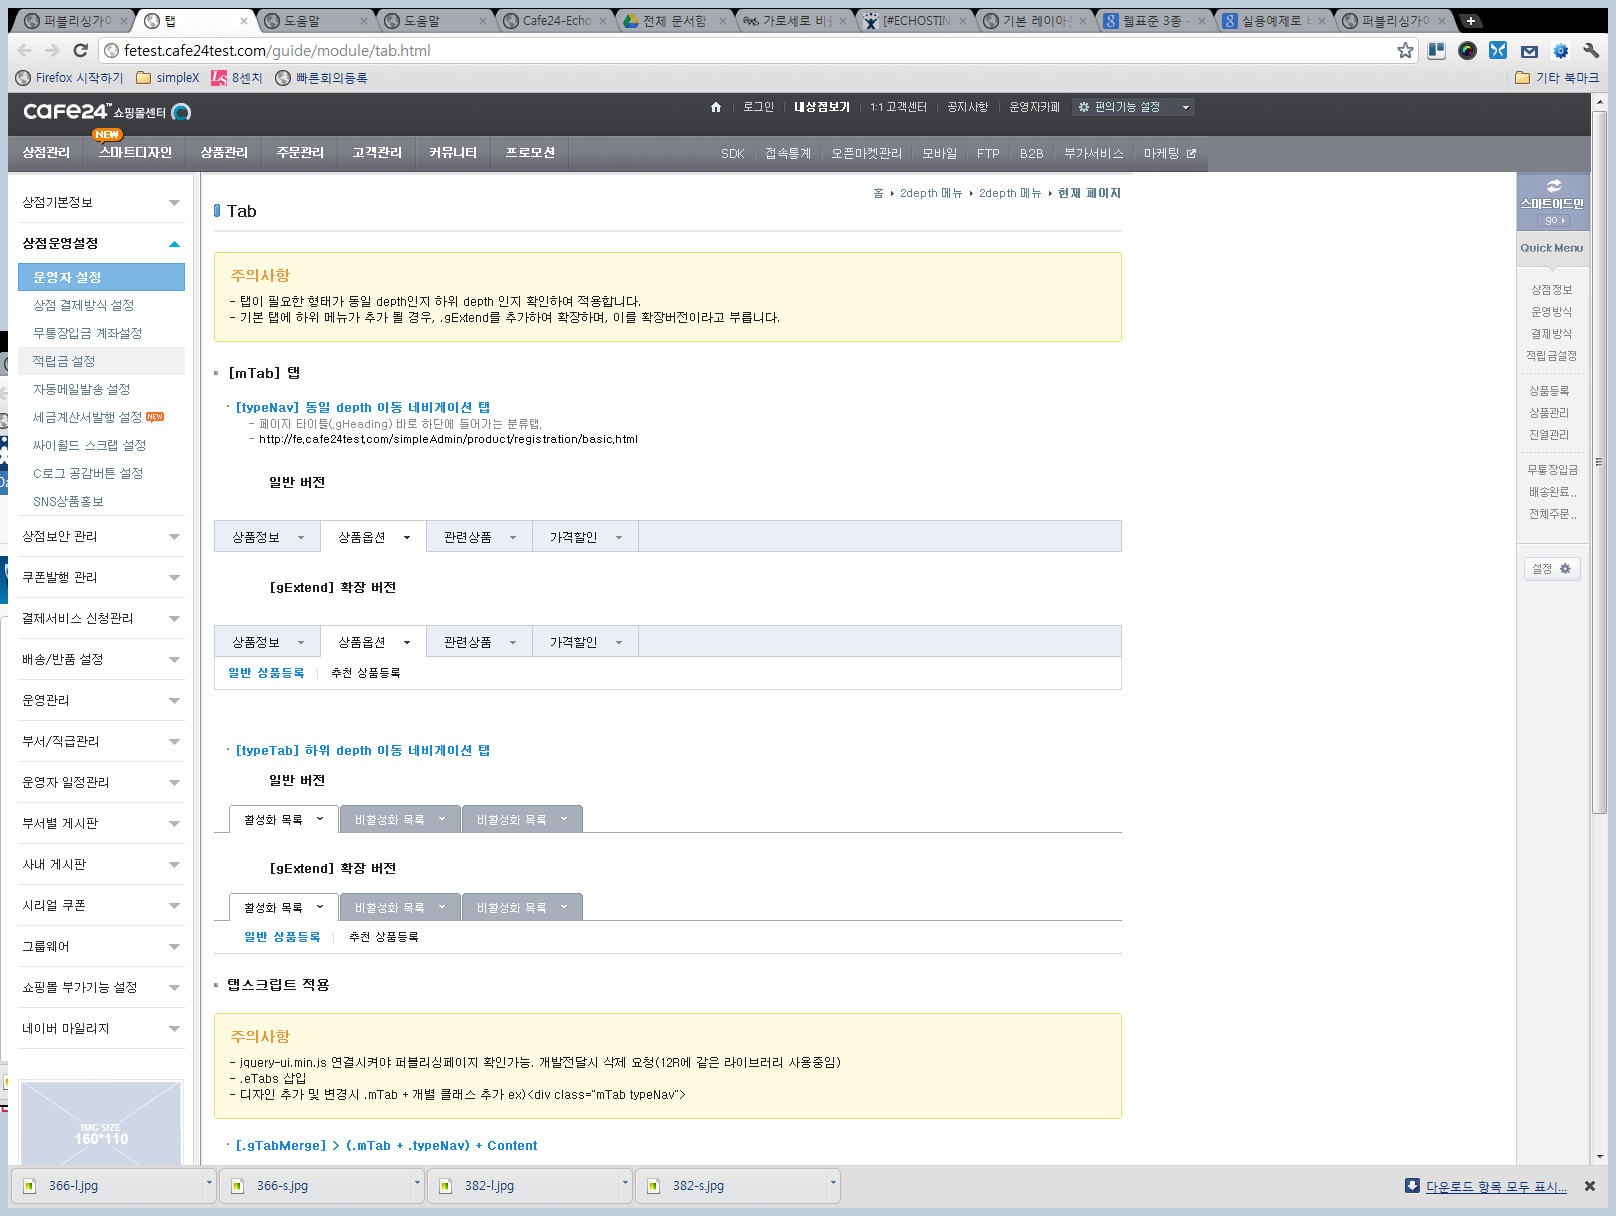 퍼블리싱가이
탭
도움말
도움말
Cafe24-Echo
전체 문서함
가로세로 비율
[#ECHOSTIN
기본 레이아웃
웹표준 3종 -
실용예제로
퍼블리싱가이
fetest.cafe24test.com/guide/module/tab.html
Firefox 시작하기
simpleX
8센치
빠른회의등록
기타 북마크
cafe24 쇼핑몰센터
로그인
내상점보기
1:1 고객센터
공지사항
운영자카페
편의기능 설정
NEW
상점관리
스마트디자인
상품관리
주문관리
고객관리
커뮤니티
프로모션
SDK
접속통계
오픈마켓관리
모바일
FTP
B2B
부가서비스
마케팅
상점기본정보
상점운영설정
운영자 설정
상점 결제방식 설정
무통장입금 계좌설정
적립금 설정
자동메일발송 설정
세금계산서발행 설정 NEW
싸이월드 스크랩 설정
C로그 공감버튼 설정
SNS상품홍보
상점보안 관리
쿠폰발행 관리
결제서비스 신청관리
배송/반품 설정
운영관리
부서/직급관리
운영자 일정관리
부서별 게시판
사내 게시판
시리얼 쿠폰
그룹웨어
쇼핑몰 부가기능 설정
네이버 마일리지
IMG SIZE
160*110
홈 2depth 메뉴 2depth 메뉴 현재 페이지
Tab
주의사항
- 탭이 필요한 형태가 동일 depth인지 하위 depth 인지 확인하여 적용합니다.
- 기본 탭에 하위 메뉴가 추가 될 경우, .gExtend를 추가하여 확장하며, 이를 확장버전이라고 부릅니다.
[mTab] 탭
[typeNav] 동일 depth 이동 네비게이션 탭
- 페이지 타이틀(.gHeading) 바로 하단에 들어가는 분류탭.
- http://fe.cafe24test.com/simpleAdmin/product/registration/basic.html
일반 버전
상품정보
상품옵션
관련상품
가격할인
[gExtend] 확장 버전
상품정보
상품옵션
관련상품
가격할인
일반 상품등록
추천 상품등록
[typeTab] 하위 depth 이동 네비게이션 탭
일반 버전
활성화 목록
비활성화 목록
비활성화 목록
[gExtend] 확장 버전
활성화 목록
비활성화 목록
비활성화 목록
일반 상품등록
추천 상품등록
탭스크립트 적용
주의사항
- jquery-ui.min.js 연결시켜야 퍼블리싱페이지 확인가능. 개발전달시 삭제 요청(12R에 같은 라이브러리 사용중임)
- .eTabs 삽입
- 디자인 추가 및 변경시 .mTab + 개별 클래스 추가 ex)<div class="mTab typeNav">
[.gTabMerge] > (.mTab + .typeNav) + Content
스마트어드민
go
Quick Menu
상점정보
운영방식
결제방식
적립금설정
상품등록
상품관리
진열관리
무통장입금
배송완료..
전체주문..
설정
366-l.jpg
366-s.jpg
382-l.jpg
382-s.jpg
다운로드 항목 모두 표시...